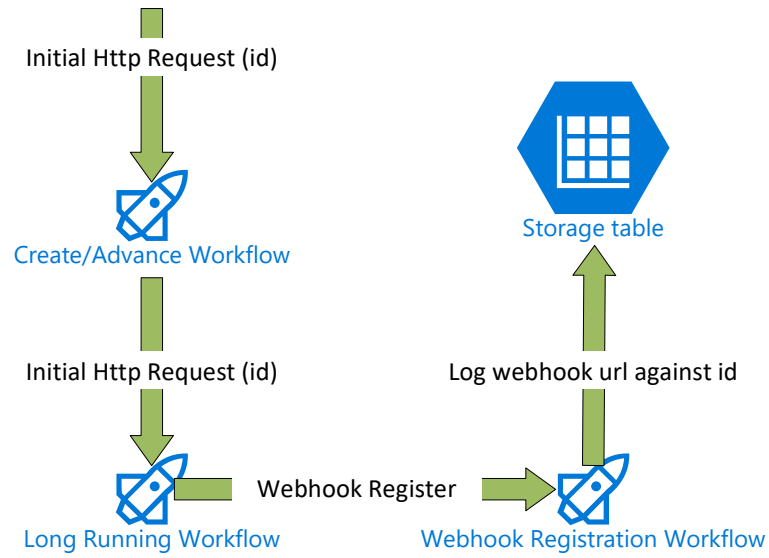 Initial Http Request (id)
Create/Advance Workflow
Initial Http Request (id)
Long Running Workflow
Webhook Register
Webhook Registration Workflow
Log webhook url against id
Storage table